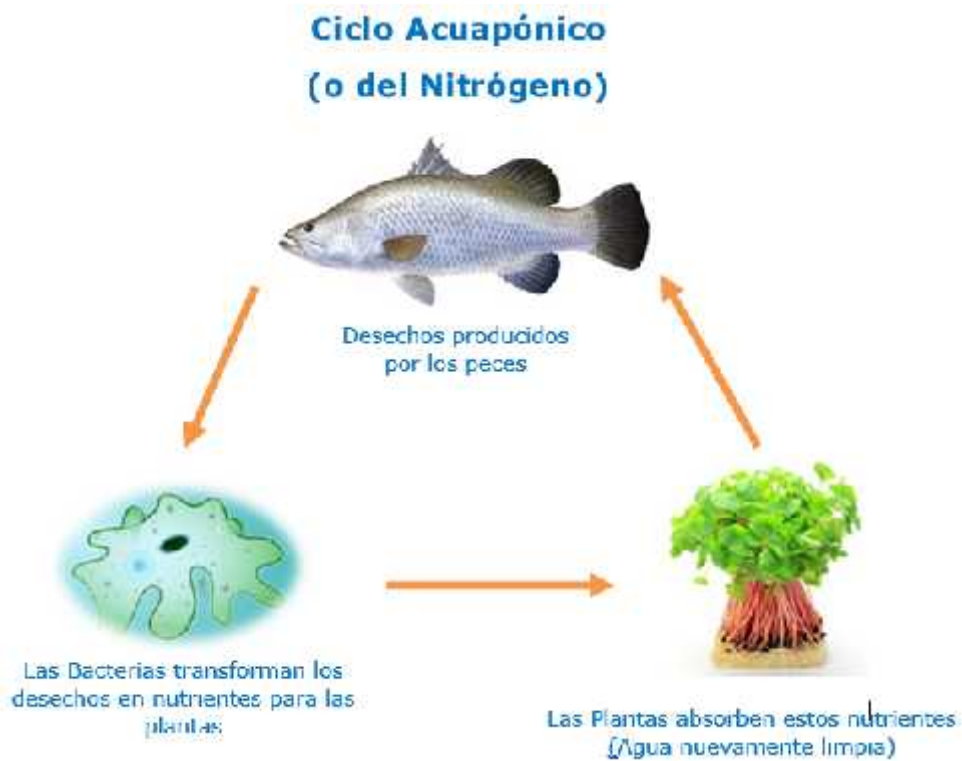 Ciclo Acuapónico
(o del Nitrógeno)
Desechos producidos
por los peces
Las Bacterias transforman los
desechos en nutrientes para las
plantas
Las Plantas absorben estos nutrientes
(Agua nuevamente limpia)